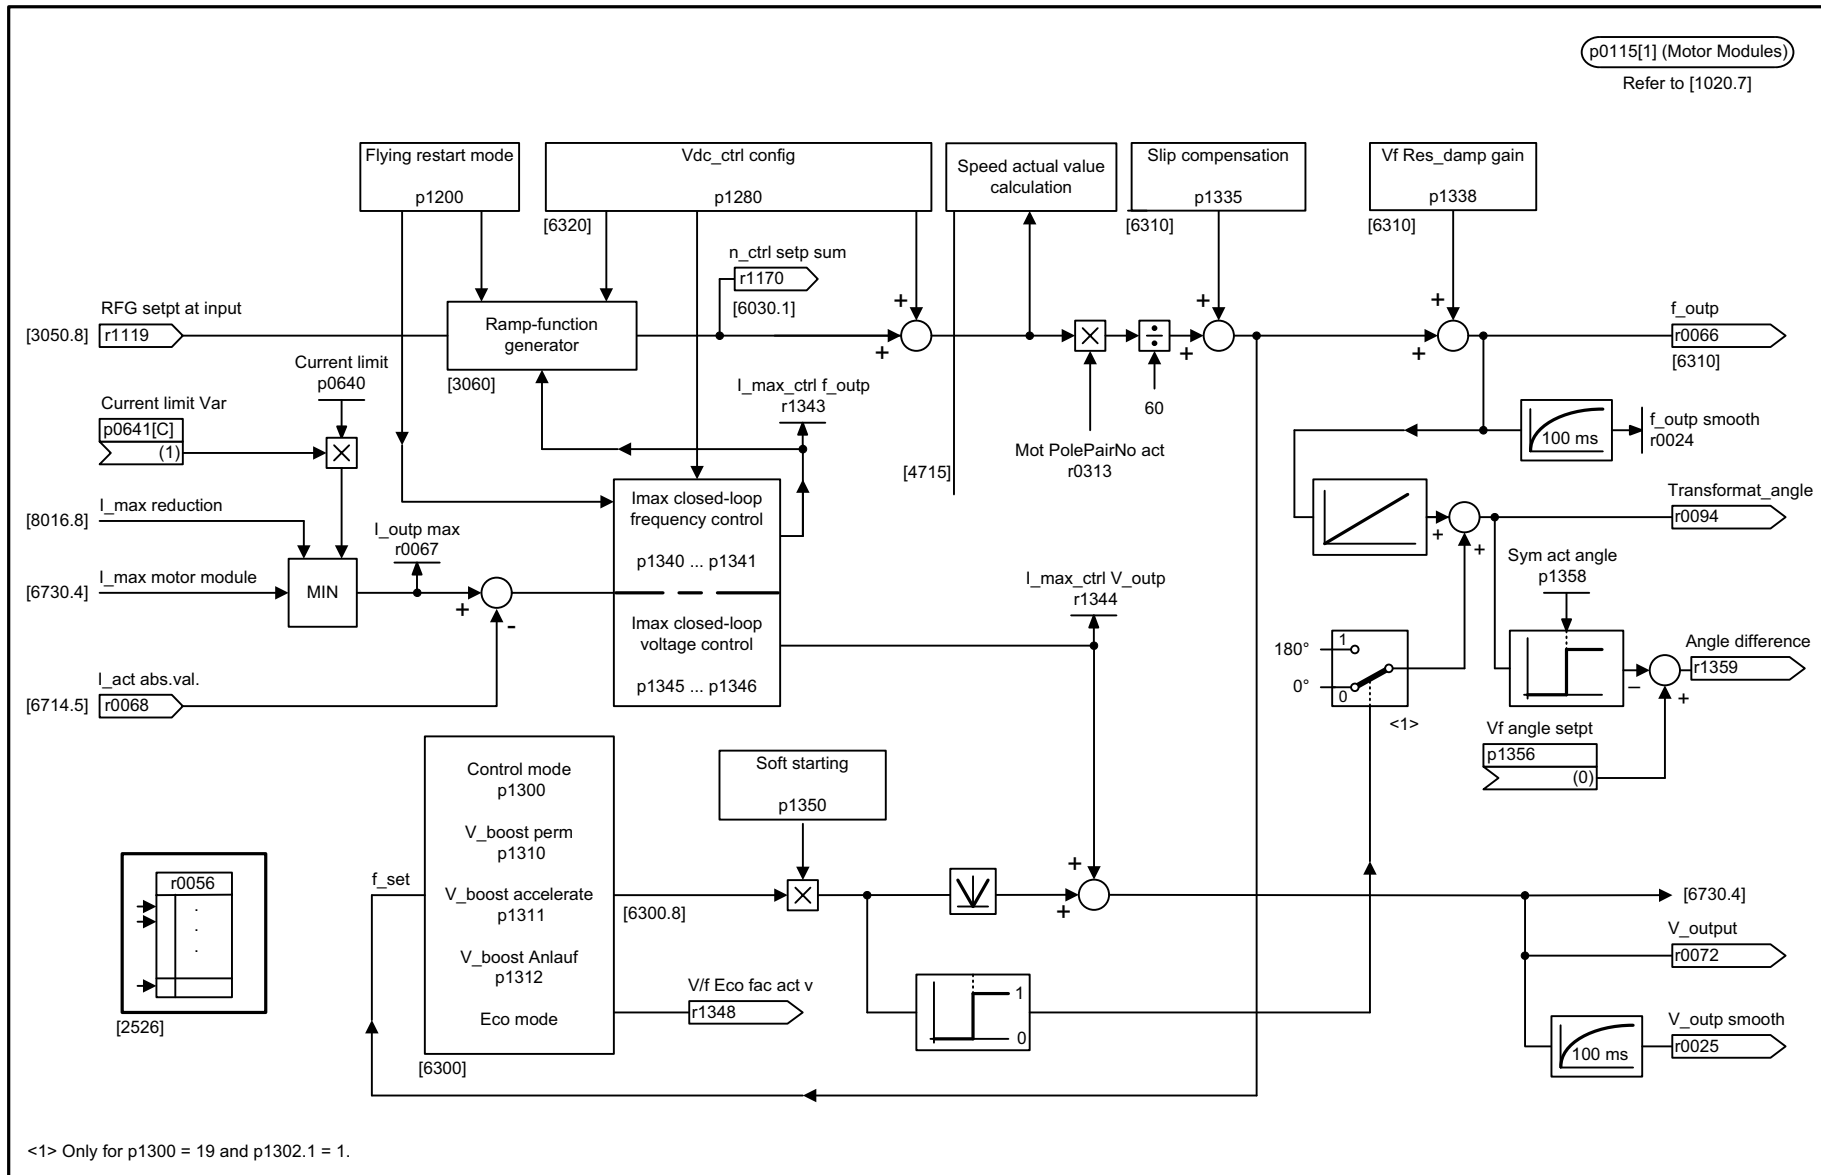 p0115[1] (Motor Modules)
Refer to [1020.7]
Flying restart mode
p1200
Vdc_ctrl config
p1280
[6320]
Speed actual value
calculation
Slip compensation
p1335
[6310]
Vf Res_damp gain
p1338
[6310]
n_ctrl setp sum
r1170
[6030.1]
RFG setpt at input
[3050.8]
r1119
Ramp-function
generator
[3060]
+
+
+
+
+
+
f_outp
r0066
[6310]
60
Mot PolePairNo act
r0313
[4715]
Current limit
p0640
Current limit Var
p0641[C]
(1)
I_max_ctrl f_outp
r1343
100 ms
f_outp smooth
r0024
[8016.8]
I_max reduction
I_outp max
r0067
[6730.4]
I_max motor module
MIN
+
-
Imax closed-loop
frequency control
p1340 ... p1341
Imax closed-loop
voltage control
p1345 ... p1346
I_max_ctrl V_outp
r1344
+
+
Transformat_angle
r0094
Sym act angle
p1358
180°
1
0°
0
<1>
Angle difference
r1359
–
+
Vf angle setpt
p1356
(0)
I_act abs.val.
[6714.5]
r0068
Control mode
p1300
V_boost perm
p1310
V_boost accelerate
p1311
V_boost Anlauf
p1312
Eco mode
[6300]
f_set
[6300.8]
Soft starting
p1350
V/f Eco fac act v
r1348
1
0
+
+
[6730.4]
V_output
r0072
100 ms
V_outp smooth
r0025
r0056
.
.
.
[2526]
<1> Only for p1300 = 19 and p1302.1 = 1.